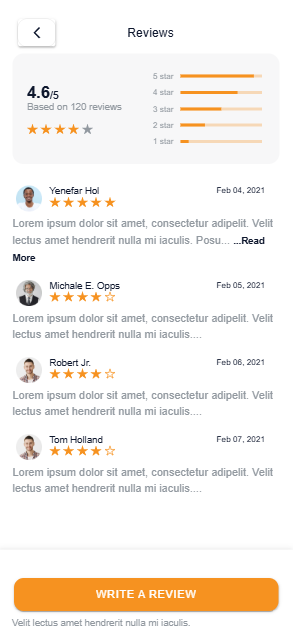 Reviews
4.6/5
Based on 120 reviews
5 star
4 star
3 star
2 star
1 star
Yenefar Hol
Feb 04, 2021
Lorem ipsum dolor sit amet, consectetur adipelit. Velit
lectus amet hendrerit nulla mi iaculis. Posu... ...Read
More
Michale E. Opps
Feb 05, 2021
Lorem ipsum dolor sit amet, consectetur adipelit. Velit
lectus amet hendrerit nulla mi iaculis....
Robert Jr.
Feb 06, 2021
Lorem ipsum dolor sit amet, consectetur adipelit. Velit
lectus amet hendrerit nulla mi iaculis....
Tom Holland
Feb 07, 2021
Lorem ipsum dolor sit amet, consectetur adipelit. Velit
lectus amet hendrerit nulla mi iaculis....
WRITE A REVIEW
Velit lectus amet hendrerit nulla mi iaculis.